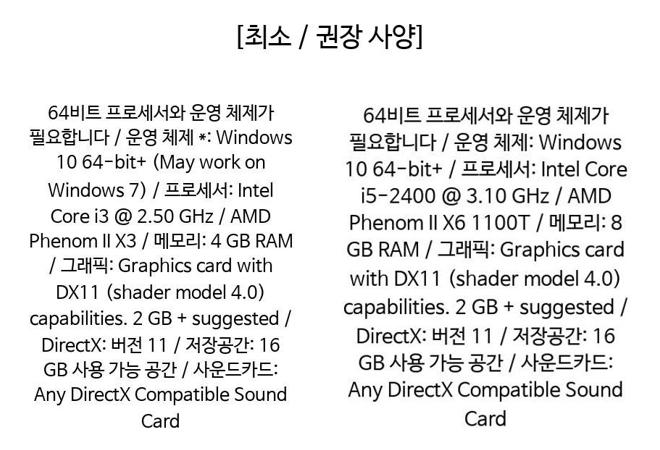 [최소 / 권장 사양]
64비트 프로세서와 운영 체제가
필요합니다 / 운영 체제 *: Windows
10 64-bit+ (May work on
Windows 7) / 프로세서: Intel
Core i3 @ 2.50 GHz / AMD
Phenom II X3 / 메모리: 4 GB RAM
/ 그래픽: Graphics card with
DX11 (shader model 4.0)
capabilities. 2 GB + suggested /
DirectX: 버전 11 / 저장공간: 16
GB 사용 가능 공간 / 사운드카드:
Any DirectX Compatible Sound
Card
64비트 프로세서와 운영 체제가
필요합니다 / 운영 체제: Windows
10 64-bit+ / 프로세서: Intel Core
i5-2400 @ 3.10 GHz / AMD
Phenom II X6 1100T / 메모리: 8
GB RAM / 그래픽: Graphics card
with DX11 (shader model 4.0)
capabilities. 2 GB + suggested /
DirectX: 버전 11 / 저장공간: 16
GB 사용 가능 공간 / 사운드카드:
Any DirectX Compatible Sound
Card